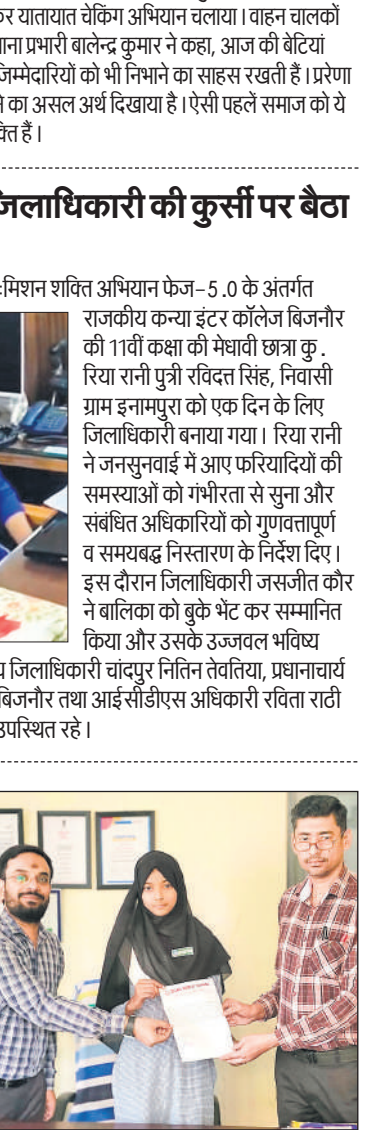 कर यातायात चेकिंग अभियान चलाया । वाहन चालकों
थाना प्रभारी बालेन्द्र कुमार ने कहा, आज की बेटियां
जिम्मेदारियों को भी निभाने का साहस रखती हैं । प्ररेणा
का असल अर्थ दिखाया है । ऐसी पहलें समाज को ये
हैं ।
जिलाधिकारी की कुर्सी पर बैठा
मिशन शक्ति अभियान फेज-5 .0 के अंतर्गत
राजकीय कन्या इंटर कॉलेज बिजनौर
की 11वीं कक्षा की मेधावी छात्रा कु .
रिया रानी पुत्री रविदत्त सिंह, निवासी
ग्राम इनामपुरा को एक दिन के लिए
जिलाधिकारी बनाया गया । रिया रानी
ने जनसुनवाई में आए फरियादियों की
समस्याओं को गंभीरता से सुना और
संबंधित अधिकारियों को गुणवत्तापूर्ण
व समयबद्ध निस्तारण के निर्देश दिए ।
इस दौरान जिलाधिकारी जसजीत कौर
ने बालिका को बुके भेंट कर सम्मानित
किया और उसके उज्जवल भविष्य
जिलाधिकारी चांदपुर नितिन तेवतिया, प्रधानाचार्य
बिजनौर तथा आईसीडीएस अधिकारी रविता राठी
उपस्थित रहे ।